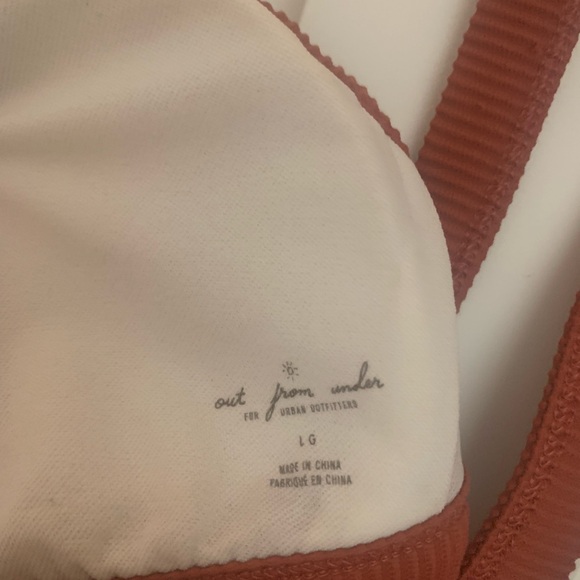 out from under
FOR URBAN OUTFITTERS
LG
MADE IN CHINA
FABRIQUÉ EN CHINA